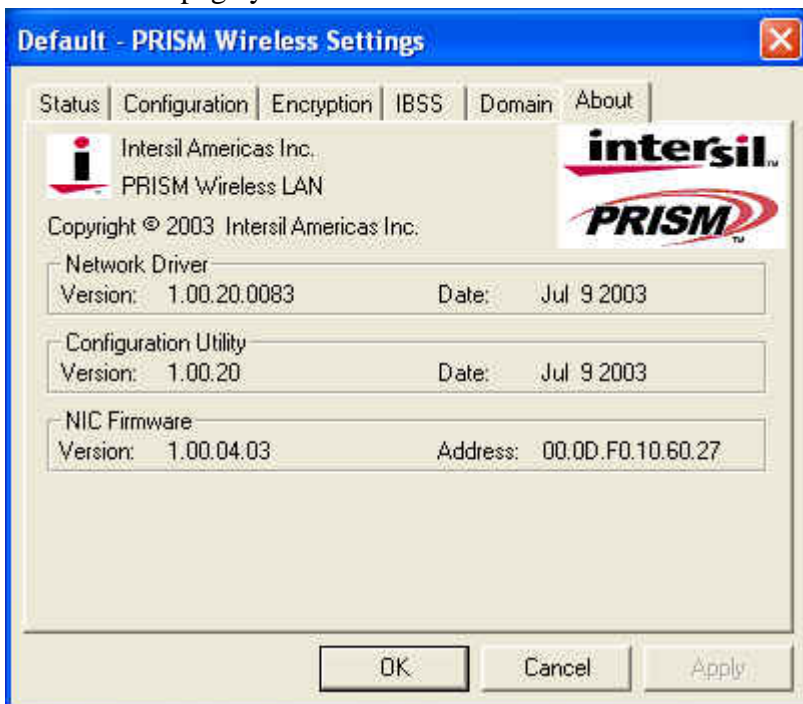 Default - PRISM Wireless Settings
Status Configuration Encryption IBSS Domain About
Intersil Americas Inc.
PRISM Wireless LAN
intersil™
PRISM™
Copyright © 2003 Intersil Americas Inc.
Network Driver
Version: 1.00.20.0083 Date: Jul 9 2003
Configuration Utility
Version: 1.00.20 Date: Jul 9 2003
NIC Firmware
Version: 1.00.04.03 Address: 00.0D.F0.10.60.27
OK Cancel Apply